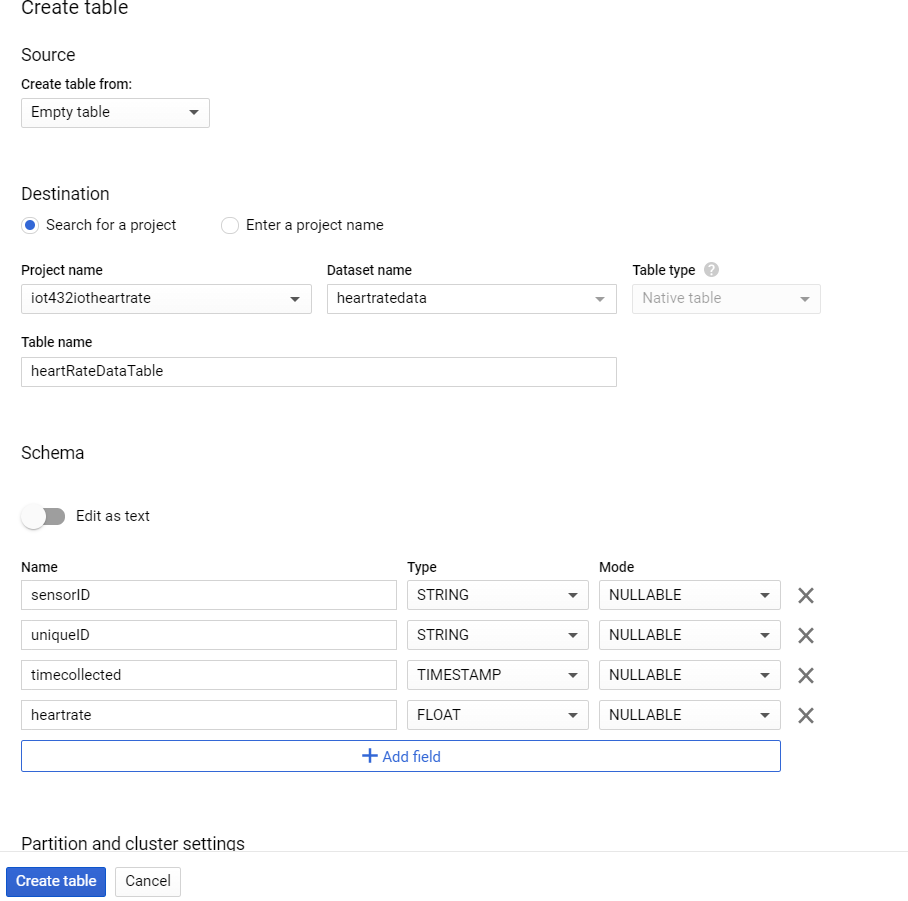 Create table
Source
Create table from:
Empty table
Destination
Search for a project Enter a project name
Project name Dataset name Table type ?
iot432iotheartrate heartratedata Native table
Table name
heartRateDataTable
Schema
Edit as text
Name Type Mode
sensorID STRING NULLABLE
uniqueID STRING NULLABLE
timecollected TIMESTAMP NULLABLE
heartrate FLOAT NULLABLE
+ Add field
Partition and cluster settings
Create table Cancel